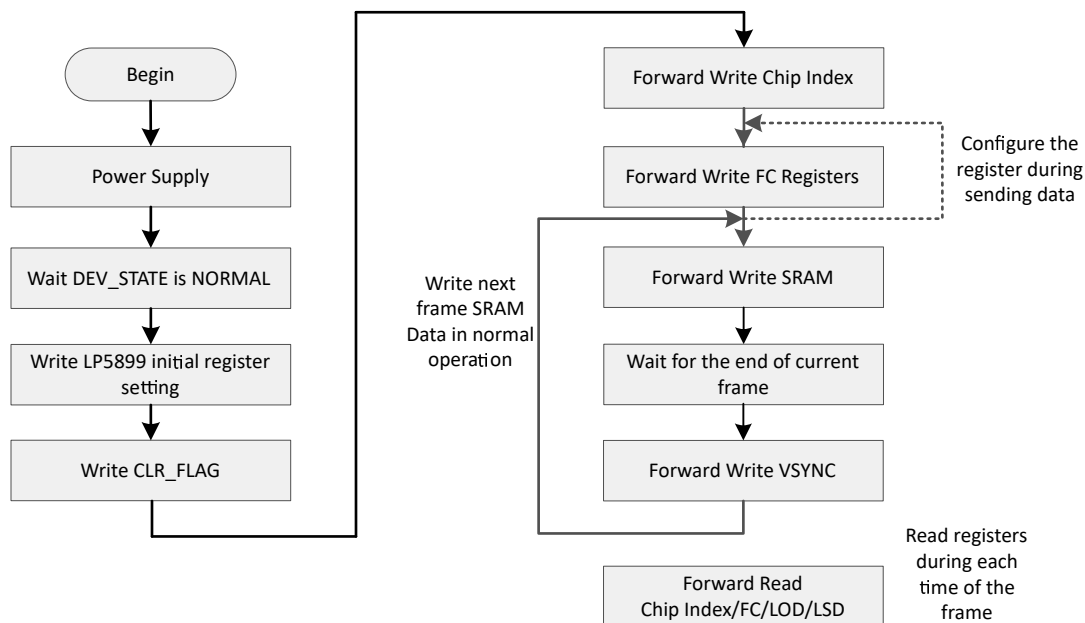 Begin
Power Supply
Wait DEV_STATE is NORMAL
Write LP5899 initial register
setting
Write CLR_FLAG
Forward Write Chip Index
Forward Write FC Registers
Configure the
register during
sending data
Forward Write SRAM
Write next
frame SRAM
Data in normal
operation
Wait for the end of current
frame
Forward Write VSYNC
Forward Read
Chip Index/FC/LOD/LSD
Read registers
during each
time of the
frame